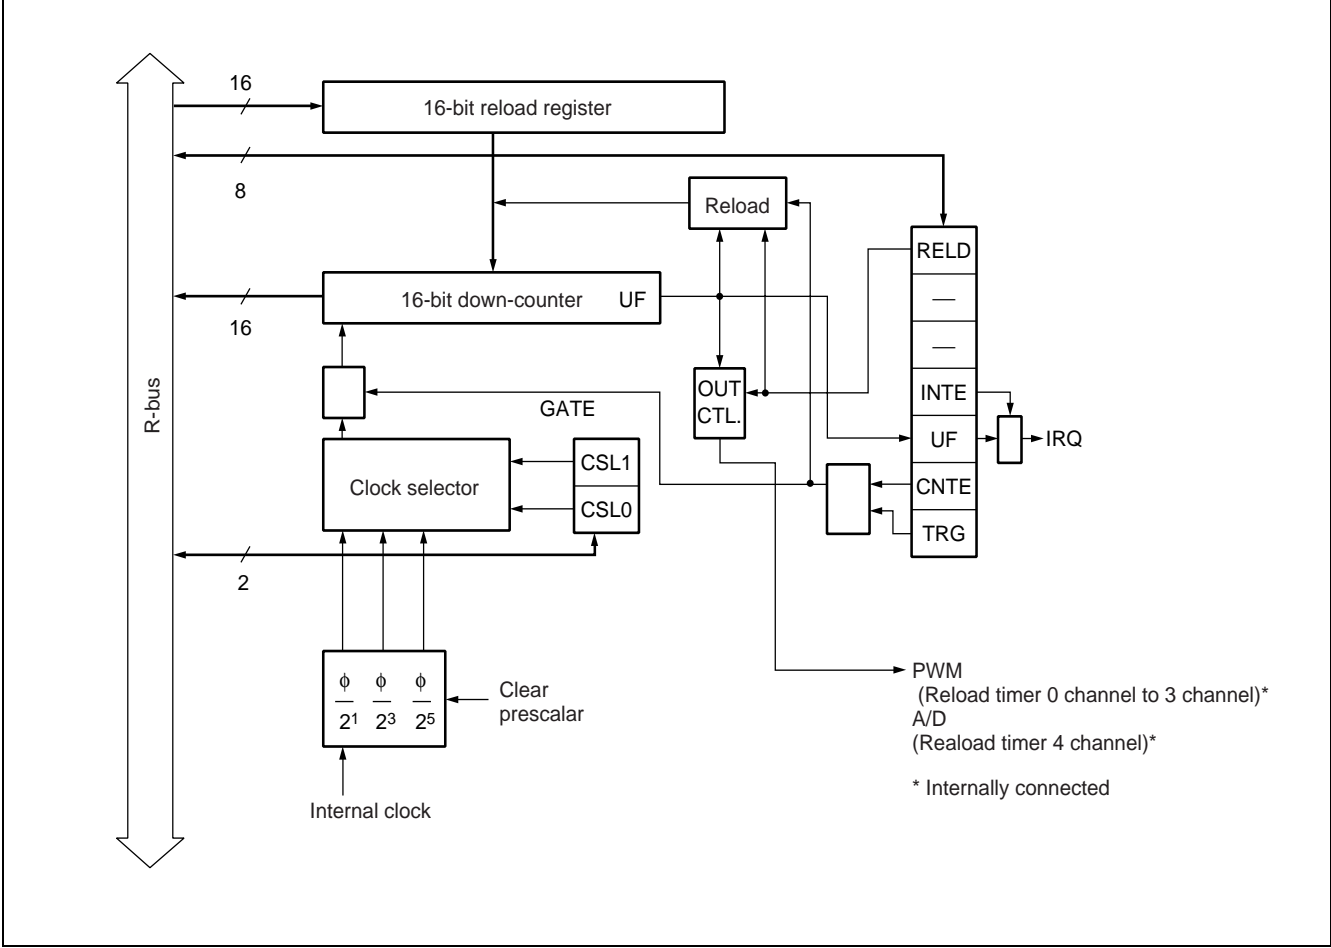 16
16-bit reload register
8
Reload
RELD
—
—
16-bit down-counter UF
16
R-bus
GATE
OUT
CTL.
INTE
UF
IRQ
CNTE
TRG
Clock selector
CSL1
CSL0
2
φ φ φ
2¹ 2³ 2⁵
Clear
prescalar
Internal clock
PWM
(Reload timer 0 channel to 3 channel)*
A/D
(Reaload timer 4 channel)*
* Internally connected